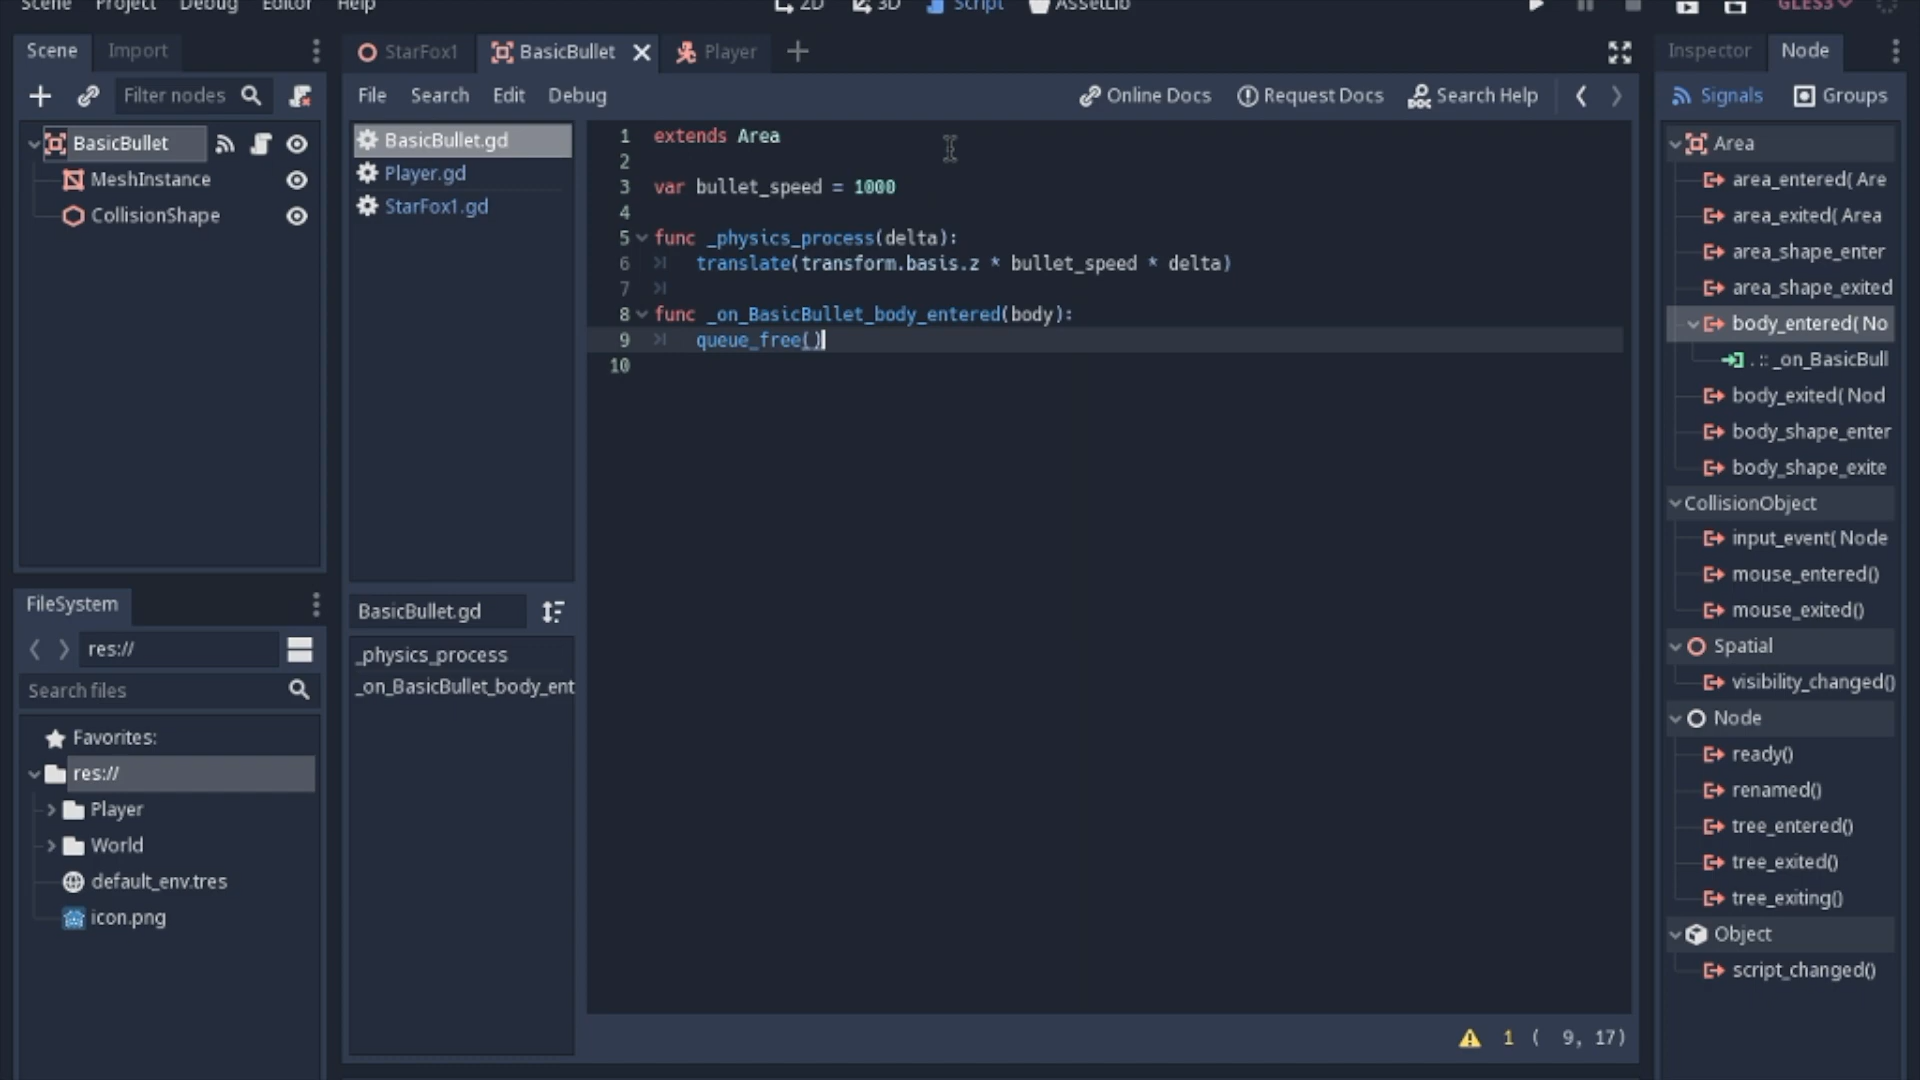 Scene Project Debug Editor Help 2D 3D Script AssetLib GLES3
Scene Import
Filter nodes
BasicBullet
MeshInstance
CollisionShape
StarFox1 BasicBullet Player
File Search Edit Debug Online Docs Request Docs Search Help
BasicBullet.gd
Player.gd
StarFox1.gd
BasicBullet.gd
_physics_process
_on_BasicBullet_body_ent
1 extends Area
2
3 var bullet_speed = 1000
4
5 func _physics_process(delta):
6 translate(transform.basis.z * bullet_speed * delta)
7
8 func _on_BasicBullet_body_entered(body):
9 queue_free()
10
1 ( 9, 17)
FileSystem
res://
Search files
Favorites:
res://
Player
World
default_env.tres
icon.png
Inspector Node
Signals Groups
Area
area_entered( Are
area_exited( Area
area_shape_enter
area_shape_exited
body_entered( No
. :: _on_BasicBull
body_exited( Nod
body_shape_enter
body_shape_exite
CollisionObject
input_event( Node
mouse_entered()
mouse_exited()
Spatial
visibility_changed()
Node
ready()
renamed()
tree_entered()
tree_exited()
tree_exiting()
Object
script_changed()